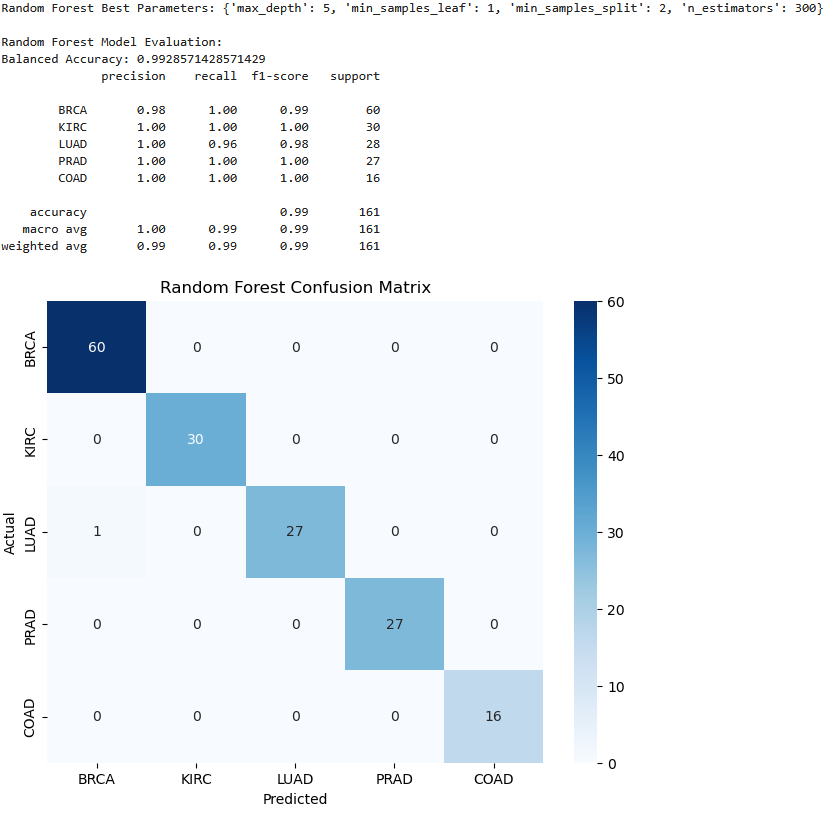 Random Forest Best Parameters: {'max_depth': 5, 'min_samples_leaf': 1, 'min_samples_split': 2, 'n_estimators': 300}
Random Forest Model Evaluation:
Balanced Accuracy: 0.9928571428571429
precision recall f1-score support
BRCA 0.98 1.00 0.99 60
KIRC 1.00 1.00 1.00 30
LUAD 1.00 0.96 0.98 28
PRAD 1.00 1.00 1.00 27
COAD 1.00 1.00 1.00 16
accuracy 0.99 161
macro avg 1.00 0.99 0.99 161
weighted avg 0.99 0.99 0.99 161
Random Forest Confusion Matrix
BRCA 60 0 0 0 0
KIRC 0 30 0 0 0
LUAD 1 0 27 0 0
PRAD 0 0 0 27 0
COAD 0 0 0 0 16
Actual
BRCA KIRC LUAD PRAD COAD
Predicted
60
50
40
30
20
10
0